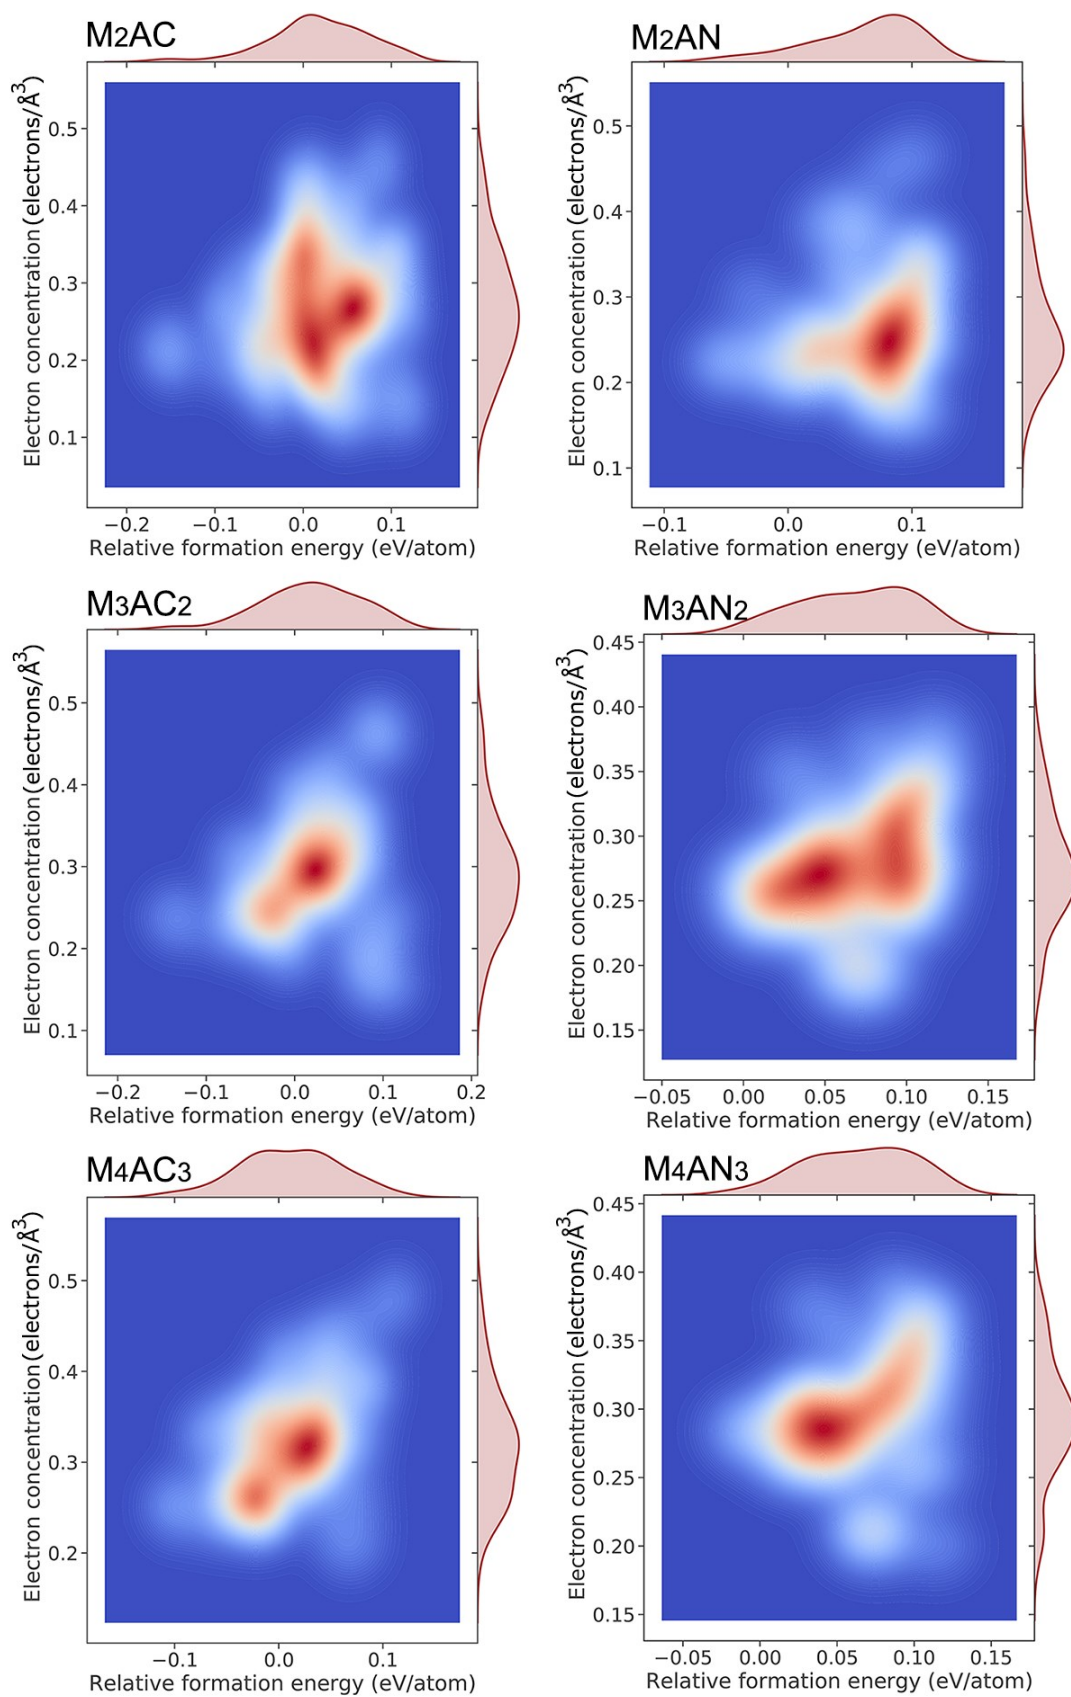 M2AC
Electron concentration (electrons/Å³)
0.5
0.4
0.3
0.2
0.1
−0.2 −0.1 0.0 0.1
Relative formation energy (eV/atom)
M2AN
Electron concentration (electrons/Å³)
0.5
0.4
0.3
0.2
0.1
−0.1 0.0 0.1
Relative formation energy (eV/atom)
M3AC2
Electron concentration (electrons/Å³)
0.5
0.4
0.3
0.2
0.1
−0.2 −0.1 0.0 0.1 0.2
Relative formation energy (eV/atom)
M3AN2
Electron concentration (electrons/Å³)
0.45
0.40
0.35
0.30
0.25
0.20
0.15
−0.05 0.00 0.05 0.10 0.15
Relative formation energy (eV/atom)
M4AC3
Electron concentration (electrons/Å³)
0.5
0.4
0.3
0.2
−0.1 0.0 0.1
Relative formation energy (eV/atom)
M4AN3
Electron concentration (electrons/Å³)
0.45
0.40
0.35
0.30
0.25
0.20
0.15
−0.05 0.00 0.05 0.10 0.15
Relative formation energy (eV/atom)